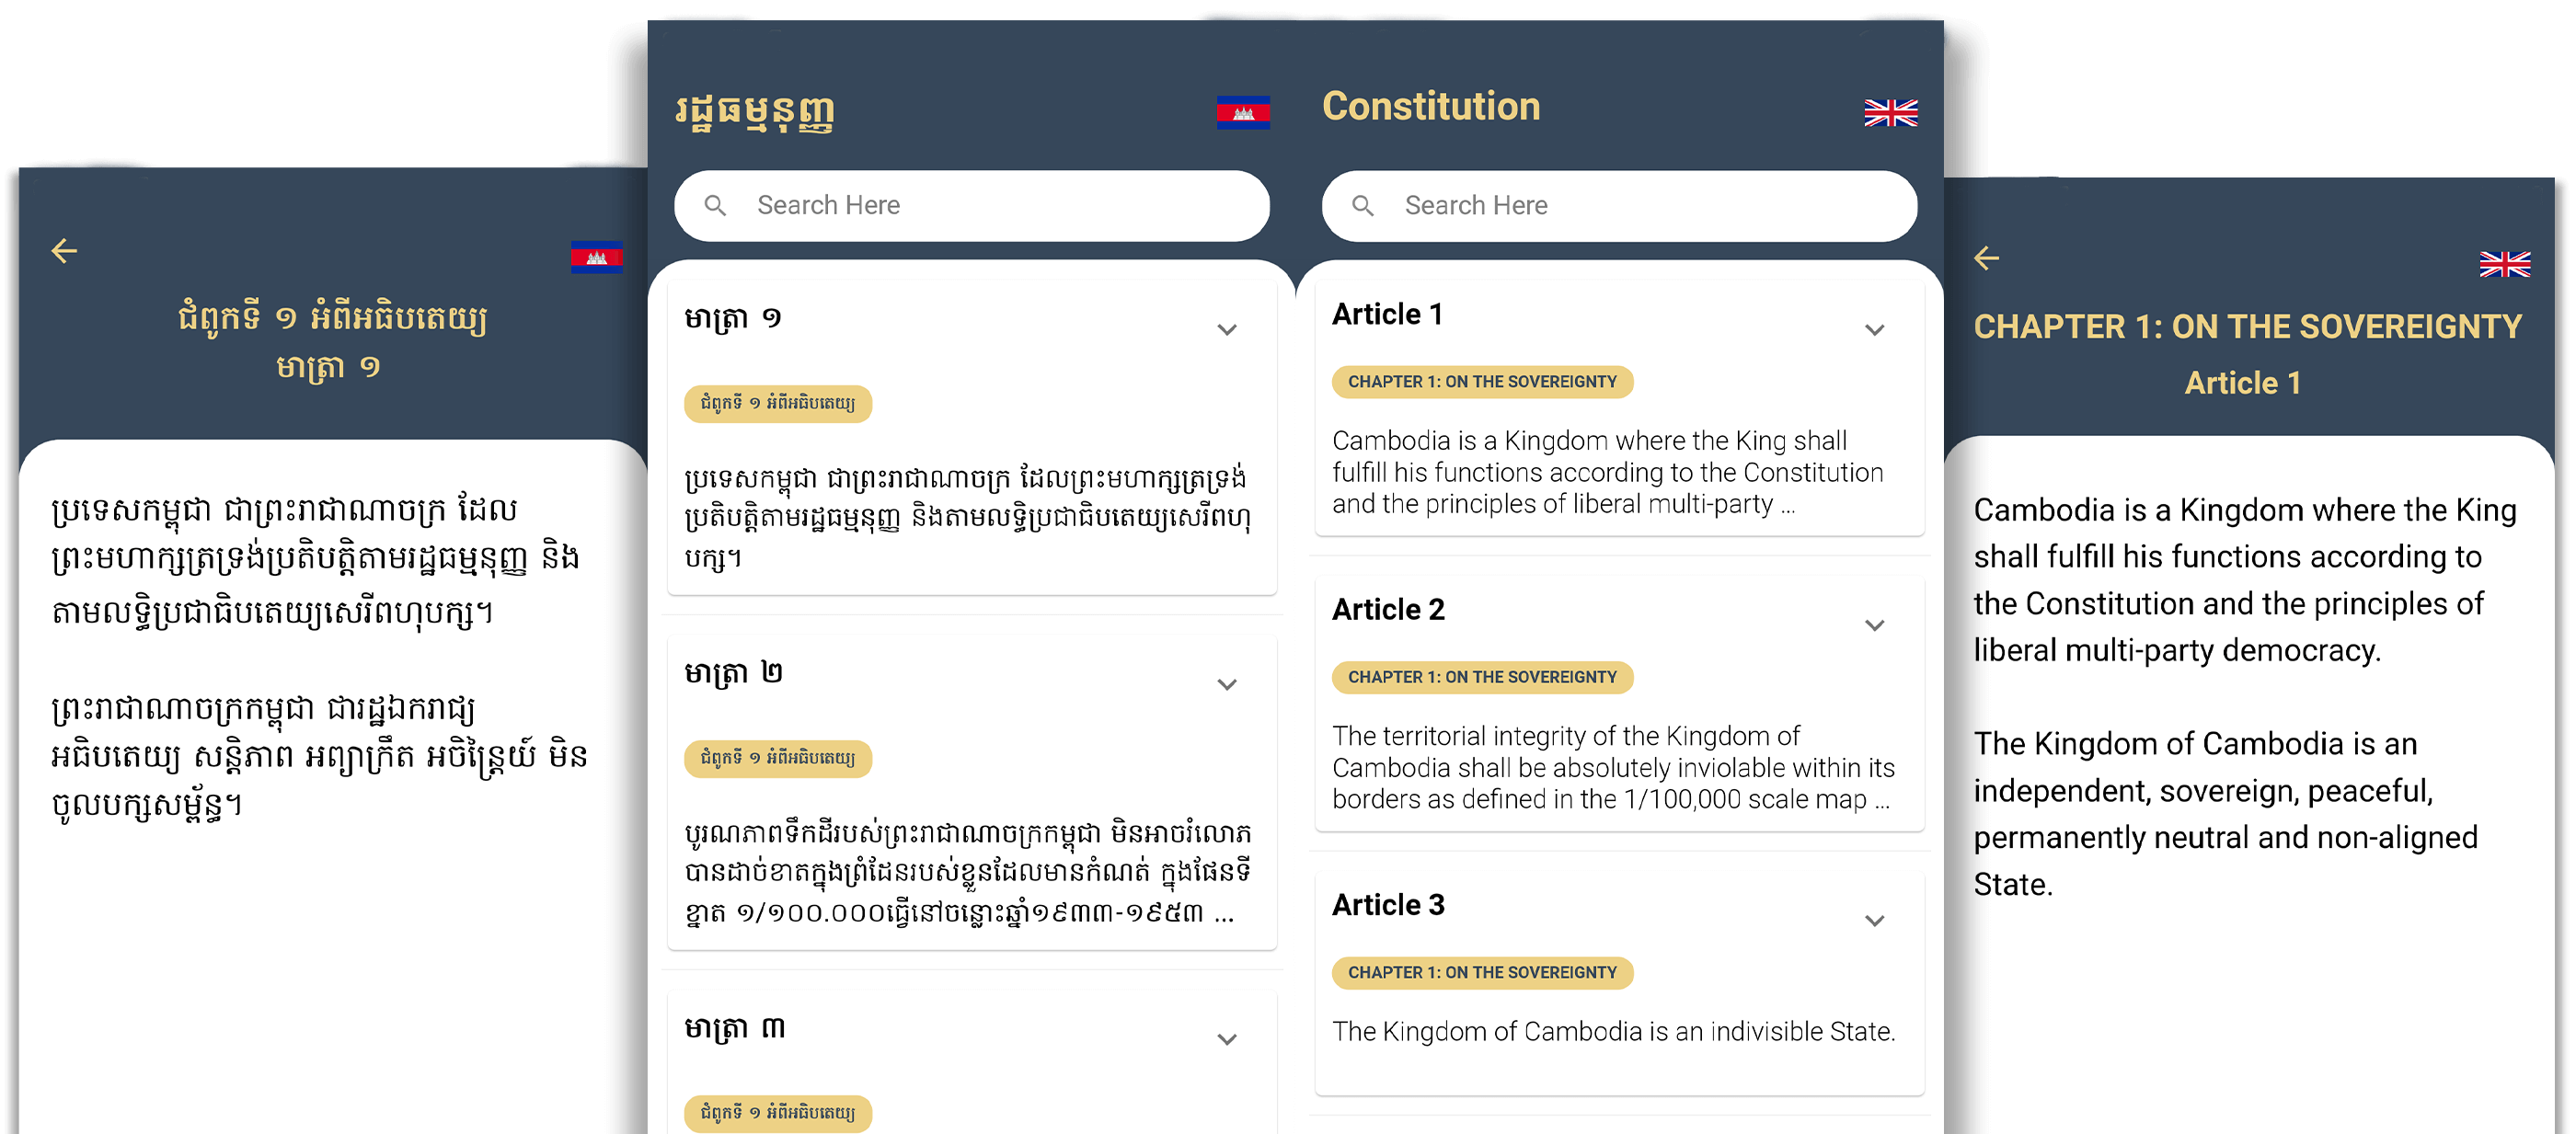 ជំពូកទី ១ អំពីអធិបតេយ្យ
មាត្រា ១
ប្រទេសកម្ពុជា ជាព្រះរាជាណាចក្រ ដែល
ព្រះមហាក្សត្រទ្រង់ប្រតិបត្តិតាមរដ្ឋធម្មនុញ្ញ និង
តាមលទ្ធិប្រជាធិបតេយ្យសេរីពហុបក្ស។
ព្រះរាជាណាចក្រកម្ពុជា ជារដ្ឋឯករាជ្យ
អធិបតេយ្យ សន្តិភាព អព្យាក្រឹត អចិន្ត្រៃយ៍ មិន
ចូលបក្សសម្ព័ន្ធ។
រដ្ឋធម្មនុញ្ញ
Search Here
មាត្រា ១
ជំពូកទី ១ អំពីអធិបតេយ្យ
ប្រទេសកម្ពុជា ជាព្រះរាជាណាចក្រ ដែលព្រះមហាក្សត្រទ្រង់
ប្រតិបត្តិតាមរដ្ឋធម្មនុញ្ញ និងតាមលទ្ធិប្រជាធិបតេយ្យសេរីពហុ
បក្ស។
មាត្រា ២
ជំពូកទី ១ អំពីអធិបតេយ្យ
បូរណភាពទឹកដីរបស់ព្រះរាជាណាចក្រកម្ពុជា មិនអាចរំលោភ
បានដាច់ខាតក្នុងព្រំដែនរបស់ខ្លួនដែលមានកំណត់ ក្នុងផែនទី
ខ្នាត ១/១០០.០០០ធ្វើនៅចន្លោះឆ្នាំ១៩៣៣-១៩៥៣ ...
មាត្រា ៣
ជំពូកទី ១ អំពីអធិបតេយ្យ
Constitution
Search Here
Article 1
CHAPTER 1: ON THE SOVEREIGNTY
Cambodia is a Kingdom where the King shall
fulfill his functions according to the Constitution
and the principles of liberal multi-party ...
Article 2
CHAPTER 1: ON THE SOVEREIGNTY
The territorial integrity of the Kingdom of
Cambodia shall be absolutely inviolable within its
borders as defined in the 1/100,000 scale map ...
Article 3
CHAPTER 1: ON THE SOVEREIGNTY
The Kingdom of Cambodia is an indivisible State.
CHAPTER 1: ON THE SOVEREIGNTY
Article 1
Cambodia is a Kingdom where the King
shall fulfill his functions according to
the Constitution and the principles of
liberal multi-party democracy.
The Kingdom of Cambodia is an
independent, sovereign, peaceful,
permanently neutral and non-aligned
State.